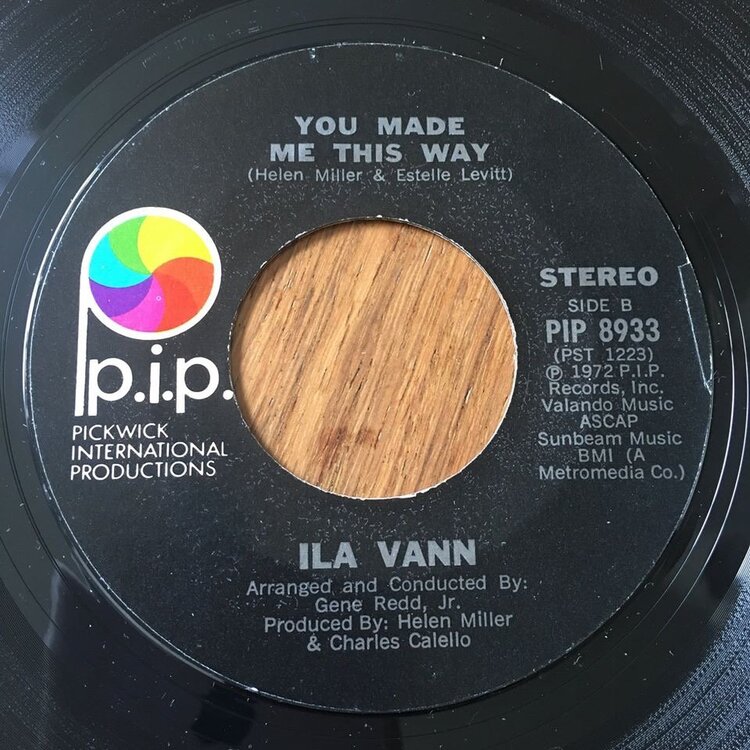 YOU MADE
ME THIS WAY
(Helen Miller & Estelle Levitt)
p.i.p.
PICKWICK
INTERNATIONAL
PRODUCTIONS
STEREO
SIDE B
PIP 8933
(PST 1223)
Ⓟ 1972 P.I.P.
Records, Inc.
Valando Music
ASCAP
Sunbeam Music
BMI (A
Metromedia Co.)
ILA VANN
Arranged and Conducted By:
Gene Redd, Jr.
Produced By: Helen Miller
& Charles Calello